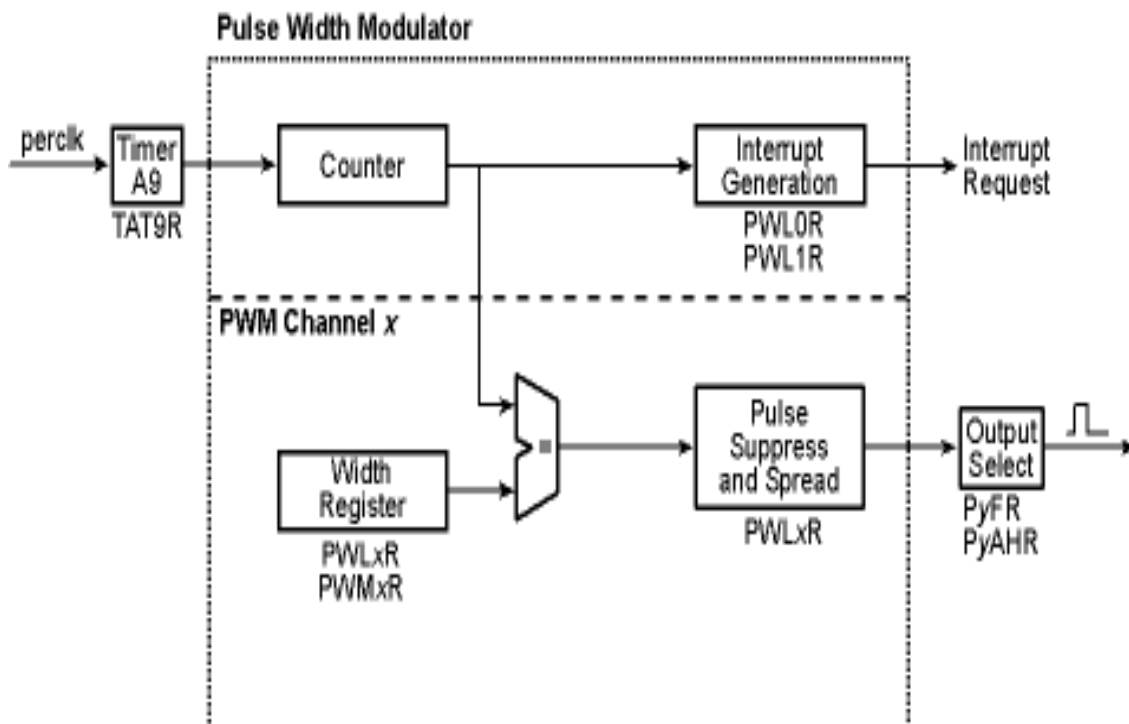 Pulse Width Modulator
perclk
Timer
A9
TAT9R
Counter
Interrupt
Generation
PWL0R
PWL1R
Interrupt
Request
PWM Channel x
Width
Register
PWLxR
PWMxR
=
Pulse
Suppress
and Spread
PWLxR
Output
Select
PyFR
PyAHR